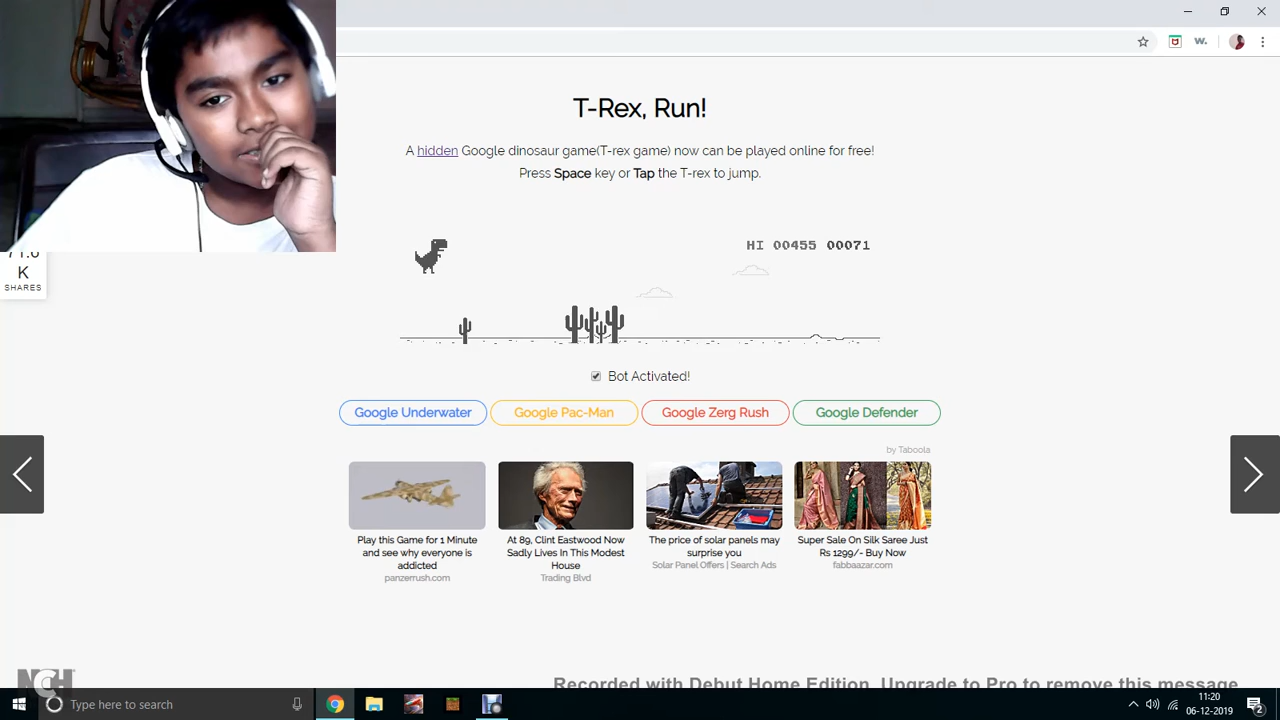 T-Rex, Run!
A hidden Google dinosaur game(T-rex game) now can be played online for free!
Press Space key or Tap the T-rex to jump.
HI 00455 00071
K
SHARES
Bot Activated!
Google Underwater
Google Pac-Man
Google Zerg Rush
Google Defender
by Taboola
Play this Game for 1 Minute
and see why everyone is
addicted
panzerrush.com
At 89, Clint Eastwood Now
Sadly Lives In This Modest
House
Trading Blvd
The price of solar panels may
surprise you
Solar Panel Offers | Search Ads
Super Sale On Silk Saree Just
Rs 1299/- Buy Now
fabbaazar.com
NCH
Recorded with Debut Home Edition. Upgrade to Pro to remove this message
Type here to search
11:20
06-12-2019
2
w.